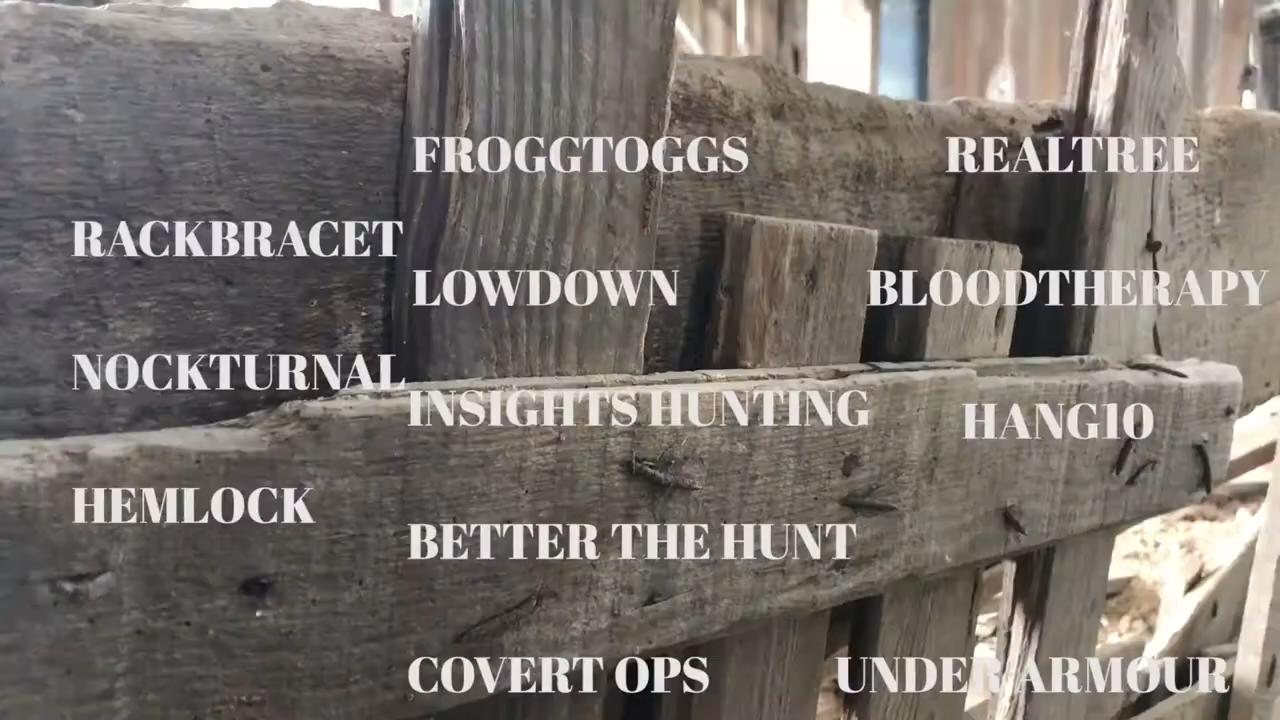 FROGGTOGGS
REALTREE
RACKBRACET
LOWDOWN
BLOODTHERAPY
NOCKTURNAL
INSIGHTS HUNTING
HANG10
HEMLOCK
BETTER THE HUNT
COVERT OPS
UNDER ARMOUR